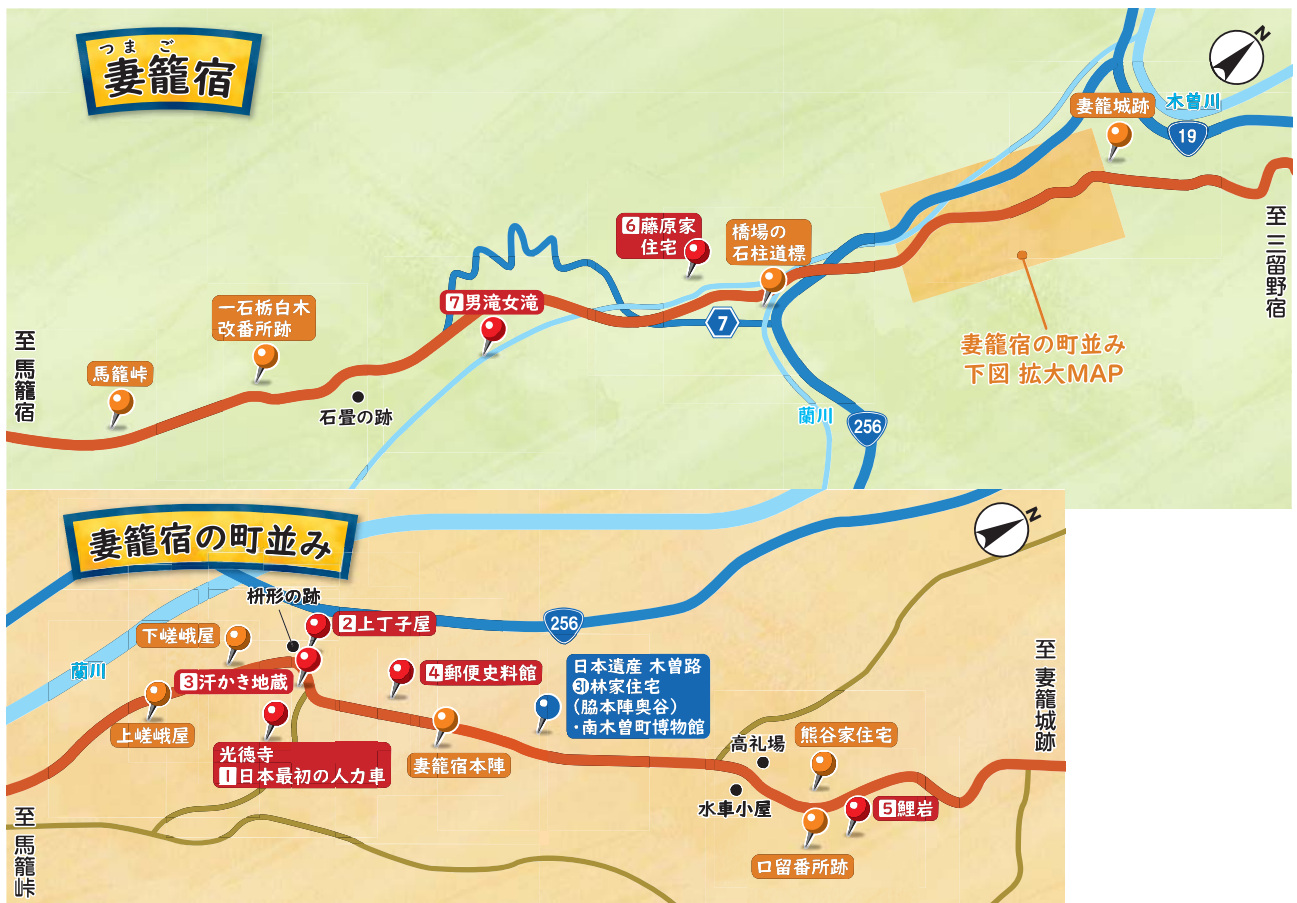 つまご
妻籠宿
N
木曽川
妻籠城跡
19
至 三留野宿
6藤原家
住宅
橋場の
石柱道標
7男滝女滝
7
妻籠宿の町並み
下図 拡大MAP
一石栃白木
改番所跡
至 馬籠宿
馬籠峠
石畳の跡
蘭川
256
妻籠宿の町並み
N
枡形の跡
2上丁子屋
256
下嵯峨屋
蘭川
3汗かき地蔵
4郵便史料館
日本遺産 木曽路
㉛林家住宅
(脇本陣奥谷)
・南木曽町博物館
至 妻籠城跡
上嵯峨屋
光徳寺
1日本最初の人力車
妻籠宿本陣
高札場
熊谷家住宅
水車小屋
5鯉岩
口留番所跡
至 馬籠峠